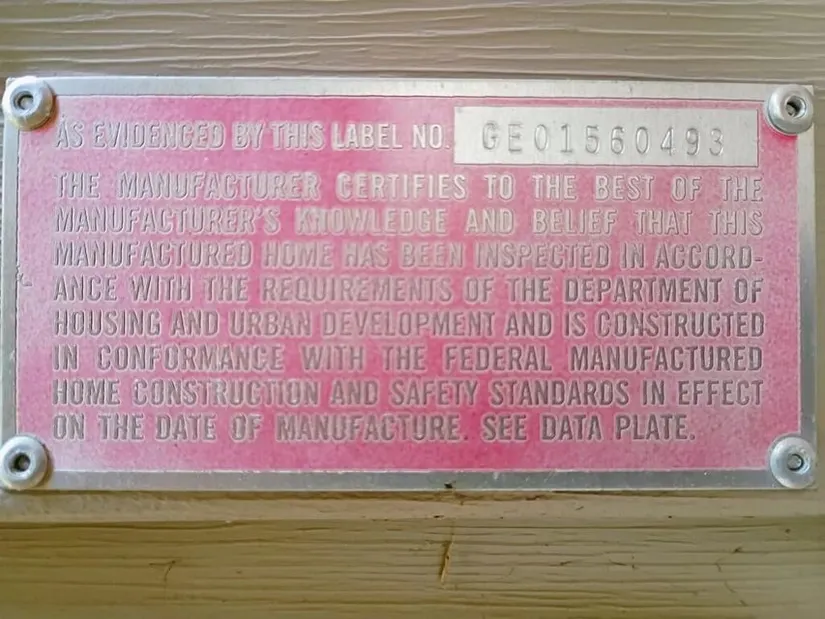 AS EVIDENCED BY THIS LABEL NO. GEO1560493
THE MANUFACTURER CERTIFIES TO THE BEST OF THE
MANUFACTURER'S KNOWLEDGE AND BELIEF THAT THIS
MANUFACTURED HOME HAS BEEN INSPECTED IN ACCORD-
ANCE WITH THE REQUIREMENTS OF THE DEPARTMENT OF
HOUSING AND URBAN DEVELOPMENT AND IS CONSTRUCTED
IN CONFORMANCE WITH THE FEDERAL MANUFACTURED
HOME CONSTRUCTION AND SAFETY STANDARDS IN EFFECT
ON THE DATE OF MANUFACTURE. SEE DATA PLATE.